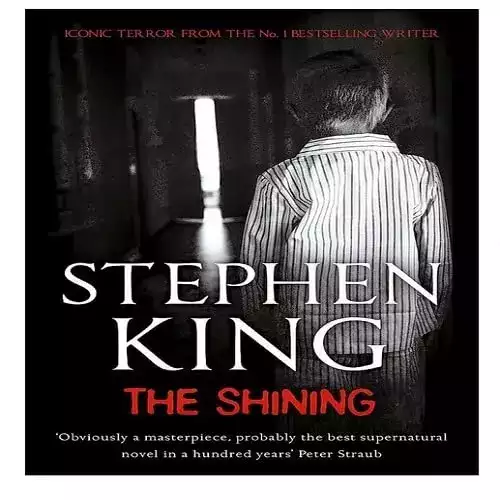 ICONIC TERROR FROM THE No. 1 BESTSELLING WRITER
STEPHEN
KING
THE SHINING
'Obviously a masterpiece, probably the best supernatural
novel in a hundred years' Peter Straub